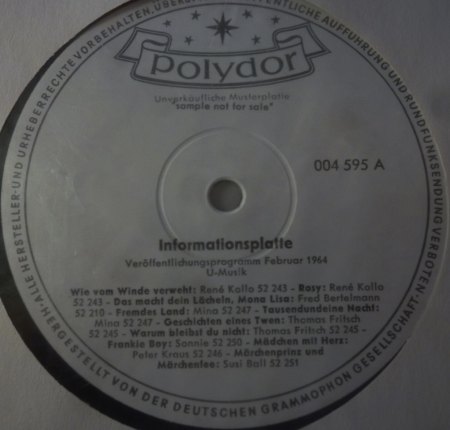 polydor
Unverkäufliche Musterplatte
"sample not for sale"
004 595 A
Informationsplatte
Veröffentlichungsprogramm Februar 1964
U-Musik
Wie vom Winde verweht: René Kollo 52 243 - Rosy: René Kollo
52 243 - Das macht dein Lächeln, Mona Lisa: Fred Bertelmann
52 210 - Fremdes Land: Mina 52 247 - Tausendundeine Nacht:
Mina 52 247 - Geschichten eines Twen: Thomas Fritsch
52 245 - Warum bleibst du nicht: Thomas Fritsch 52 245 -
Frankie Boy: Sannie 52 250 - Mädchen mit Herz:
Peter Kraus 52 246 - Märchenprinz und
Märchenfee: Susi Ball 52 251
ALLE HERSTELLER- UND URHEBERRECHTE VORBEHALTEN. ÖFFENTLICHE AUFFÜHRUNG UND RUNDFUNKSENDUNG VERBOTEN.
HERGESTELLT VON DER DEUTSCHEN GRAMMOPHON GESELLSCHAFT